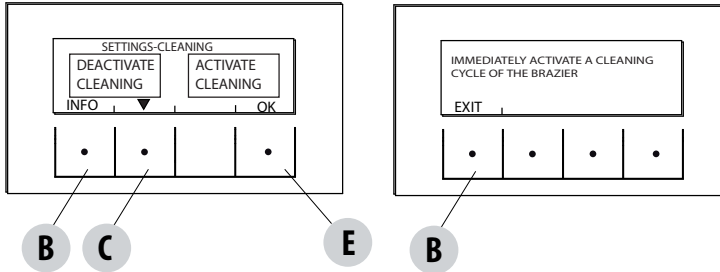 SETTINGS-CLEANING
DEACTIVATE
CLEANING
ACTIVATE
CLEANING
INFO OK
B C E
IMMEDIATELY ACTIVATE A CLEANING
CYCLE OF THE BRAZIER
EXIT
B